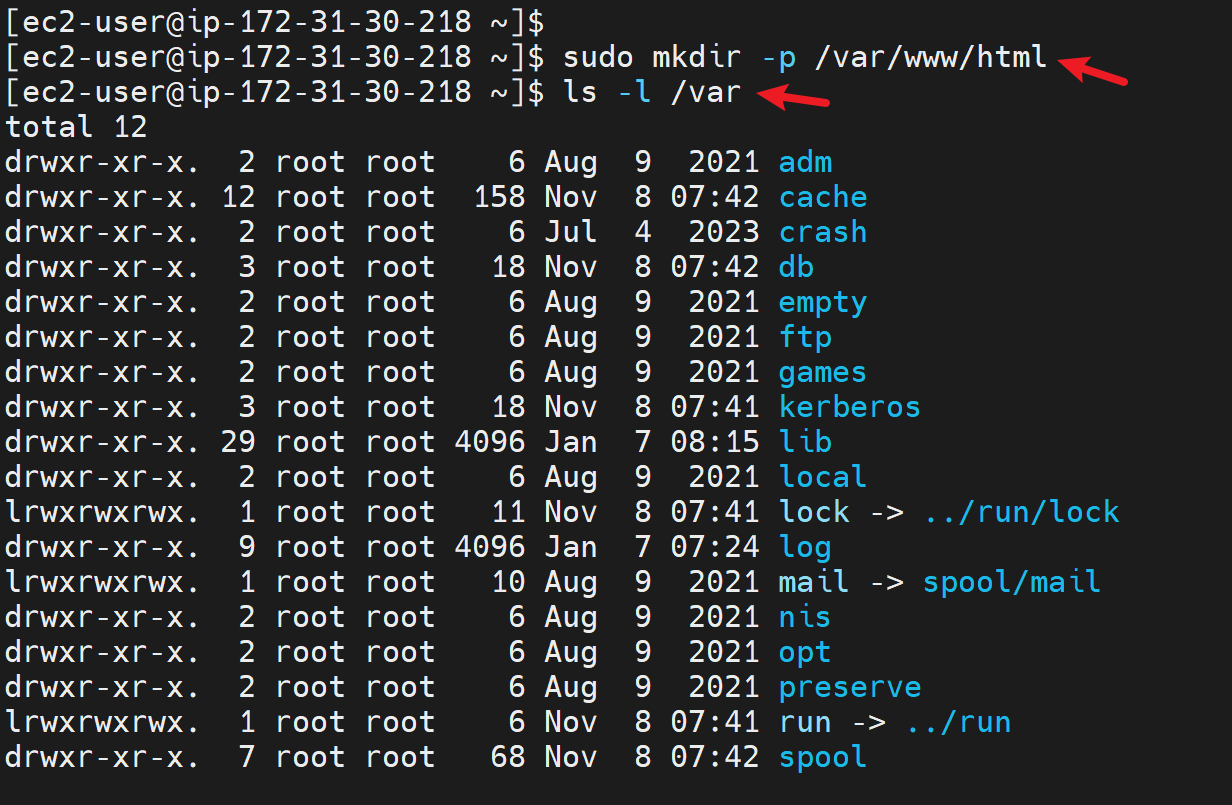 [ec2-user@ip-172-31-30-218 ~]$
[ec2-user@ip-172-31-30-218 ~]$ sudo mkdir -p /var/www/html
[ec2-user@ip-172-31-30-218 ~]$ ls -l /var
total 12
drwxr-xr-x.  2 root root    6 Aug  9  2021 adm
drwxr-xr-x. 12 root root  158 Nov  8 07:42 cache
drwxr-xr-x.  2 root root    6 Jul  4  2023 crash
drwxr-xr-x.  3 root root   18 Nov  8 07:42 db
drwxr-xr-x.  2 root root    6 Aug  9  2021 empty
drwxr-xr-x.  2 root root    6 Aug  9  2021 ftp
drwxr-xr-x.  2 root root    6 Aug  9  2021 games
drwxr-xr-x.  3 root root   18 Nov  8 07:41 kerberos
drwxr-xr-x. 29 root root 4096 Jan  7 08:15 lib
drwxr-xr-x.  2 root root    6 Aug  9  2021 local
lrwxrwxrwx.  1 root root   11 Nov  8 07:41 lock -> ../run/lock
drwxr-xr-x.  9 root root 4096 Jan  7 07:24 log
lrwxrwxrwx.  1 root root   10 Aug  9  2021 mail -> spool/mail
drwxr-xr-x.  2 root root    6 Aug  9  2021 nis
drwxr-xr-x.  2 root root    6 Aug  9  2021 opt
drwxr-xr-x.  2 root root    6 Aug  9  2021 preserve
lrwxrwxrwx.  1 root root    6 Nov  8 07:41 run -> ../run
drwxr-xr-x.  7 root root   68 Nov  8 07:42 spool